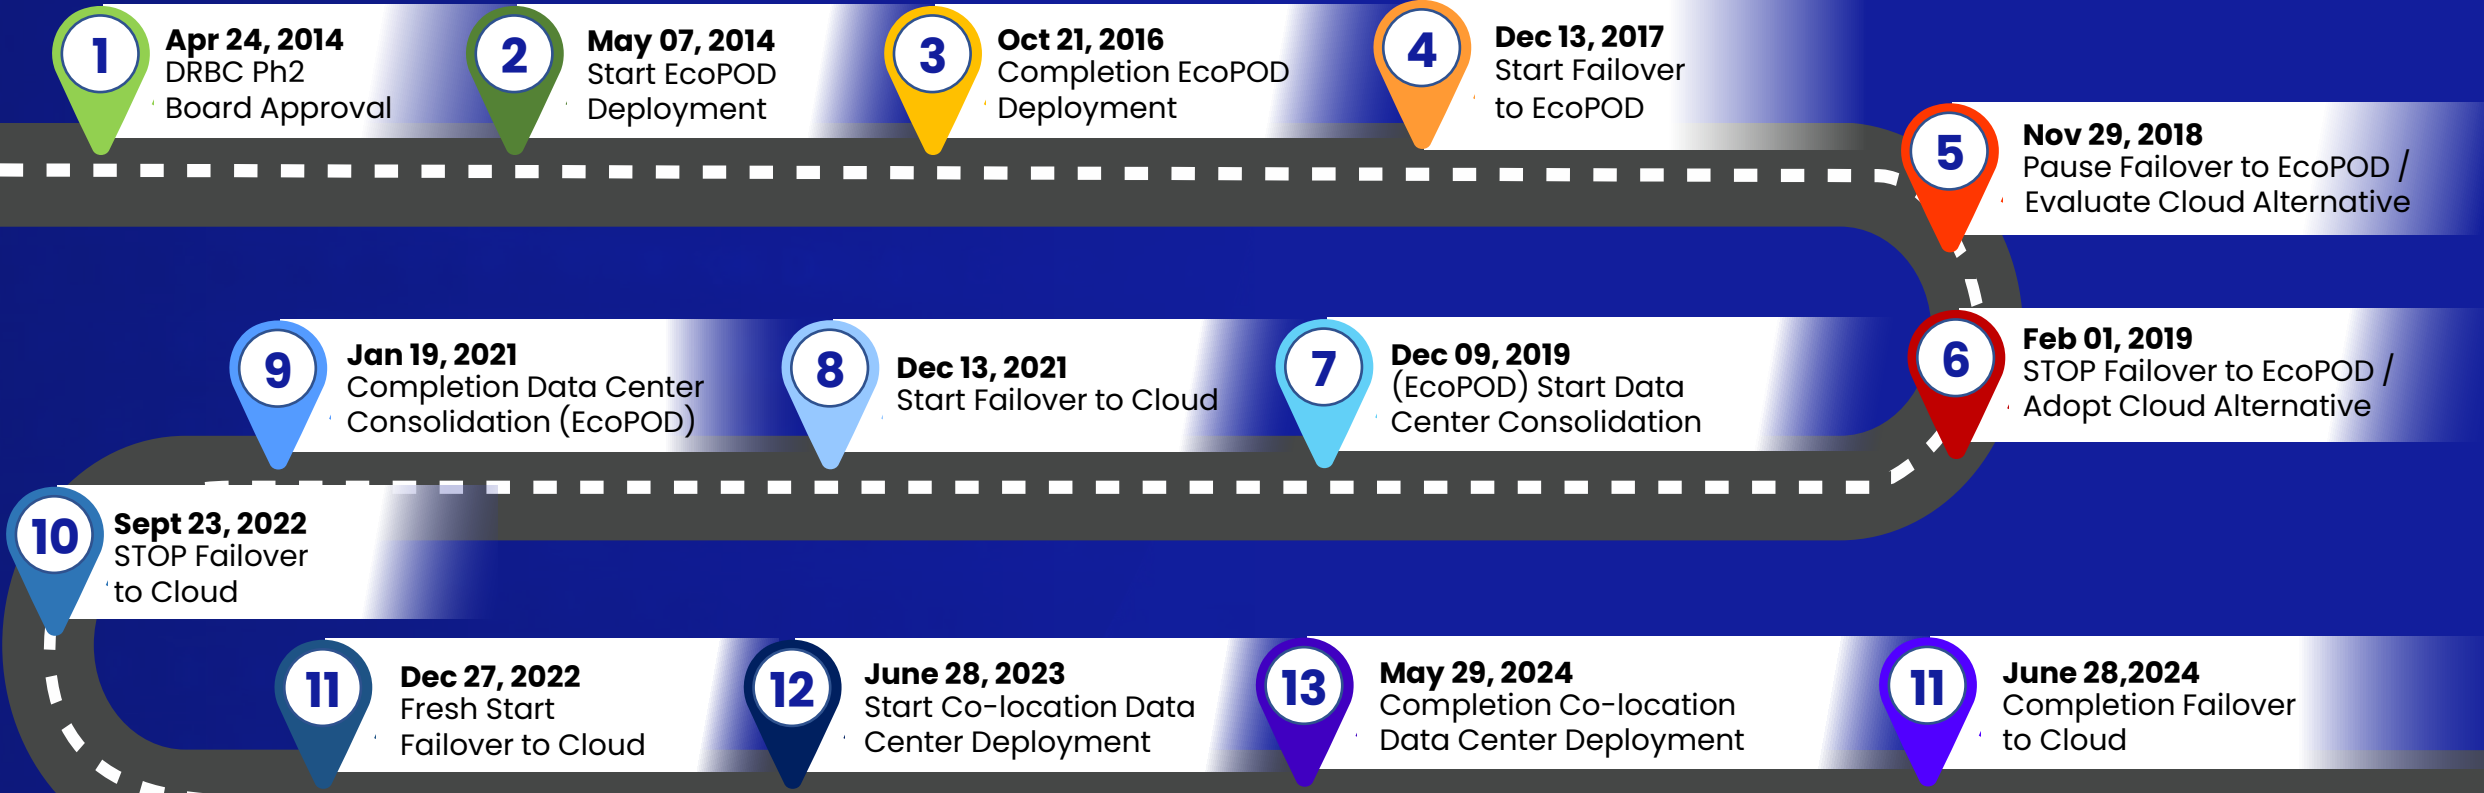 1
Apr 24, 2014
DRBC Ph2
Board Approval
2
May 07, 2014
Start EcoPOD
Deployment
3
Oct 21, 2016
Completion EcoPOD
Deployment
4
Dec 13, 2017
Start Failover
to EcoPOD
5
Nov 29, 2018
Pause Failover to EcoPOD /
Evaluate Cloud Alternative
6
Feb 01, 2019
STOP Failover to EcoPOD /
Adopt Cloud Alternative
7
Dec 09, 2019
(EcoPOD) Start Data
Center Consolidation
8
Dec 13, 2021
Start Failover to Cloud
9
Jan 19, 2021
Completion Data Center
Consolidation (EcoPOD)
10
Sept 23, 2022
STOP Failover
to Cloud
11
Dec 27, 2022
Fresh Start
Failover to Cloud
12
June 28, 2023
Start Co-location Data
Center Deployment
13
May 29, 2024
Completion Co-location
Data Center Deployment
11
June 28,2024
Completion Failover
to Cloud